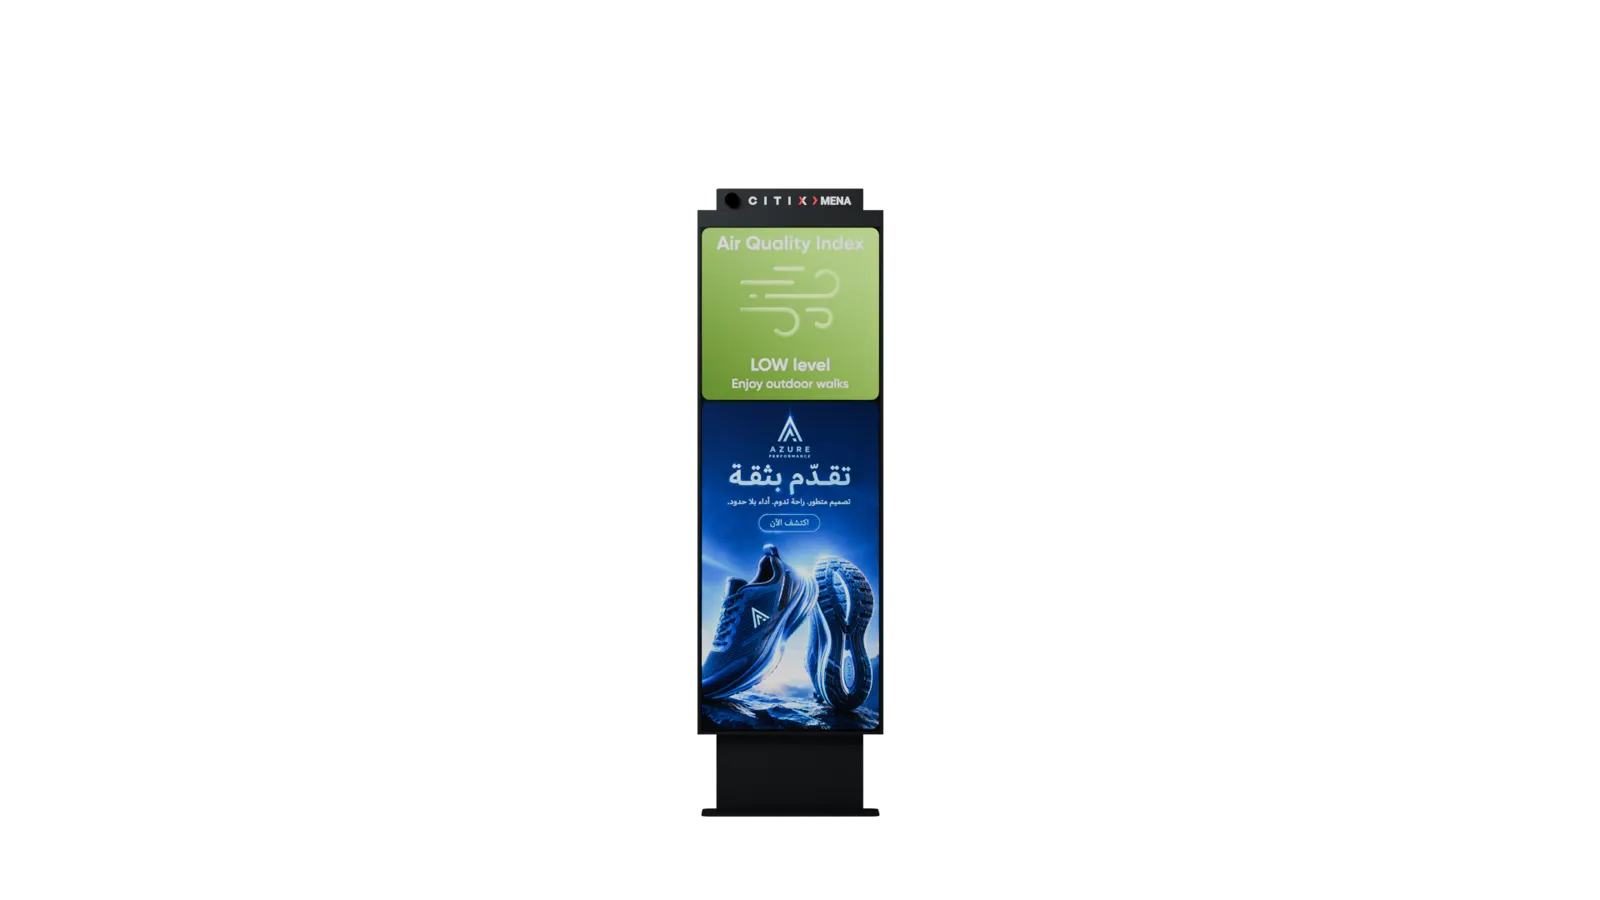 CITIX MENA
Air Quality Index
LOW level
Enjoy outdoor walks
AZURE
PERFORMANCE
تقدّم بثقة
تصميم متطور. راحة تدوم. أداء بلا حدود.
اكتشف الآن